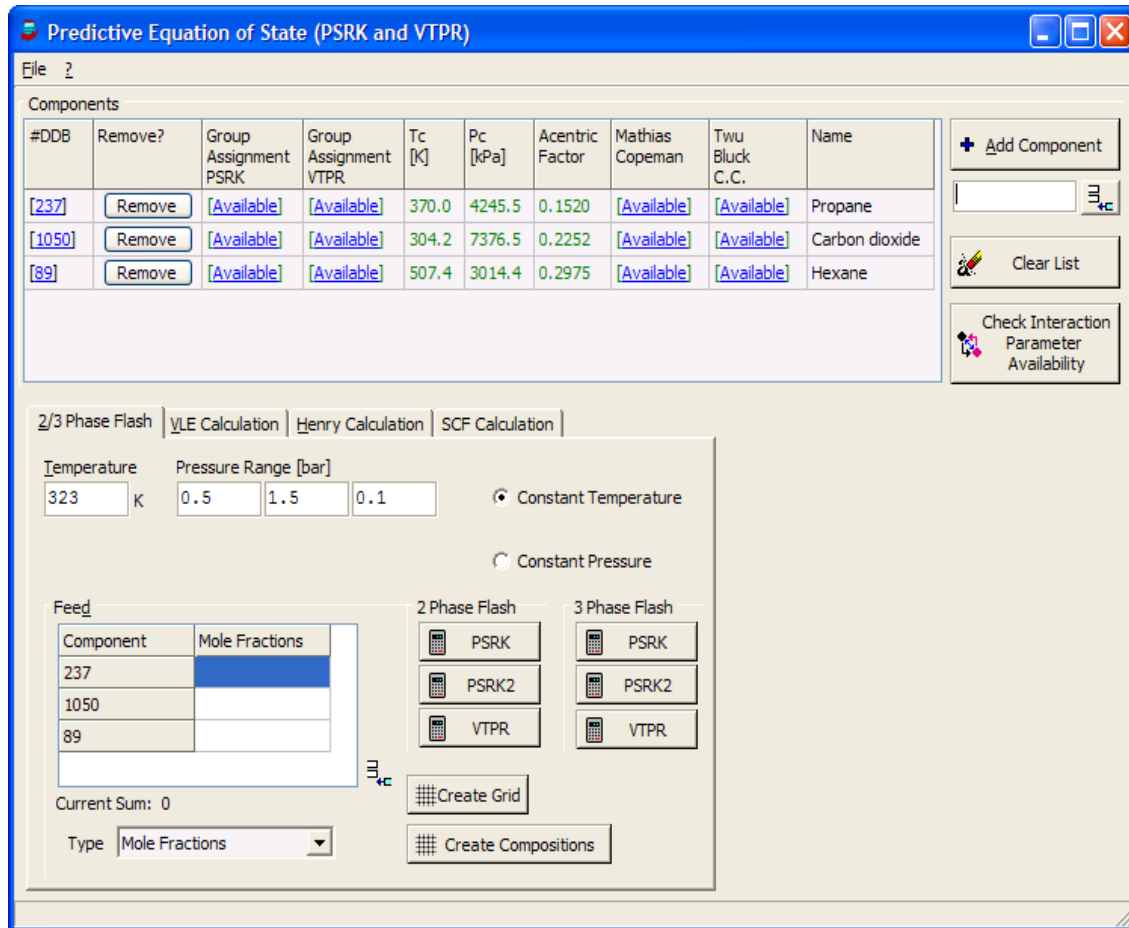 Predictive Equation of State (PSRK and VTPR)
File ?
Components
#DDB Remove? Group Assignment PSRK Group Assignment VTPR Tc [K] Pc [kPa] Acentric Factor Mathias Copeman Twu Bluck C.C. Name
[237] Remove [Available] [Available] 370.0 4245.5 0.1520 [Available] [Available] Propane
[1050] Remove [Available] [Available] 304.2 7376.5 0.2252 [Available] [Available] Carbon dioxide
[89] Remove [Available] [Available] 507.4 3014.4 0.2975 [Available] [Available] Hexane
Add Component
Clear List
Check Interaction
Parameter
Availability
2/3 Phase Flash VLE Calculation Henry Calculation SCF Calculation
Temperature Pressure Range [bar]
323 K 0.5 1.5 0.1 Constant Temperature
Constant Pressure
Feed 2 Phase Flash 3 Phase Flash
Component Mole Fractions PSRK PSRK
237
1050 PSRK2 PSRK2
89 VTPR VTPR
Create Grid
Current Sum: 0
Type Mole Fractions Create Compositions